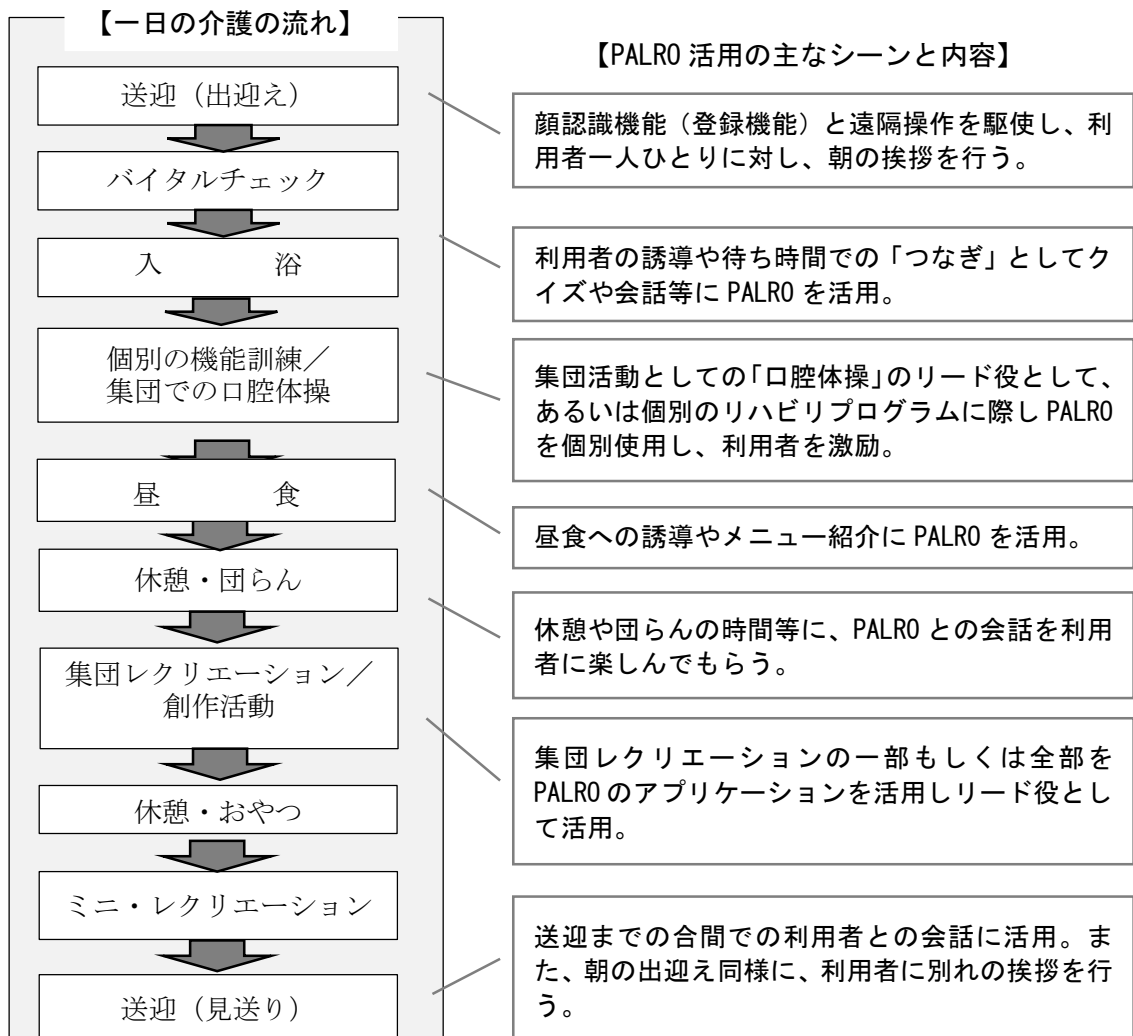 【一日の介護の流れ】
送迎（出迎え）
バイタルチェック
入　　　浴
個別の機能訓練／
集団での口腔体操
昼　　　食
休憩・団らん
集団レクリエーション／
創作活動
休憩・おやつ
ミニ・レクリエーション
送迎（見送り）
【PALRO 活用の主なシーンと内容】
顔認識機能（登録機能）と遠隔操作を駆使し、利
用者一人ひとりに対し、朝の挨拶を行う。
利用者の誘導や待ち時間での「つなぎ」としてク
イズや会話等に PALRO を活用。
集団活動としての「口腔体操」のリード役として、
あるいは個別のリハビリプログラムに際し PALRO
を個別使用し、利用者を激励。
昼食への誘導やメニュー紹介に PALRO を活用。
休憩や団らんの時間等に、PALRO との会話を利用
者に楽しんでもらう。
集団レクリエーションの一部もしくは全部を
PALRO のアプリケーションを活用しリード役とし
て活用。
送迎までの合間での利用者との会話に活用。ま
た、朝の出迎え同様に、利用者に別れの挨拶を行
う。